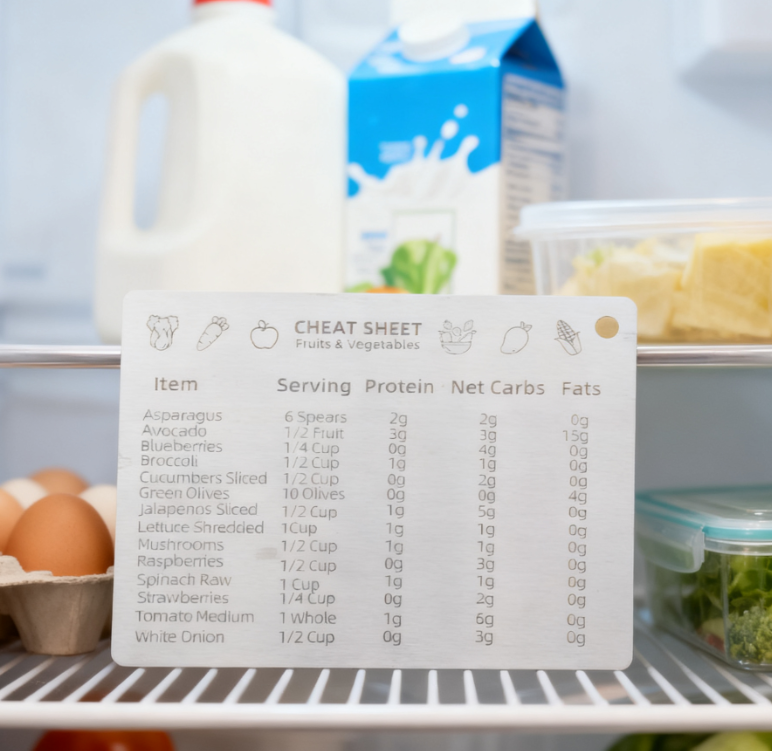 CHEAT SHEET
Fruits & Vegetables
Item Serving Protein Net Carbs Fats
Asparagus 6 Spears 2g 2g 0g
Avocado 1/2 Fruit 3g 3g 15g
Blueberries 1/4 Cup 0g 4g 0g
Broccoli 1/2 Cup 1g 1g 0g
Cucumbers Sliced 1/2 Cup 0g 2g 0g
Green Olives 10 Olives 0g 0g 4g
Jalapenos Sliced 1/2 Cup 1g 5g 0g
Lettuce Shredded 1Cup 1g 1g 0g
Mushrooms 1/2 Cup 1g 1g 0g
Raspberries 1/2 Cup 0g 3g 0g
Spinach Raw 1 Cup 1g 1g 0g
Strawberries 1/4 Cup 0g 2g 0g
Tomato Medium 1 Whole 1g 6g 0g
White Onion 1/2 Cup 0g 3g 0g